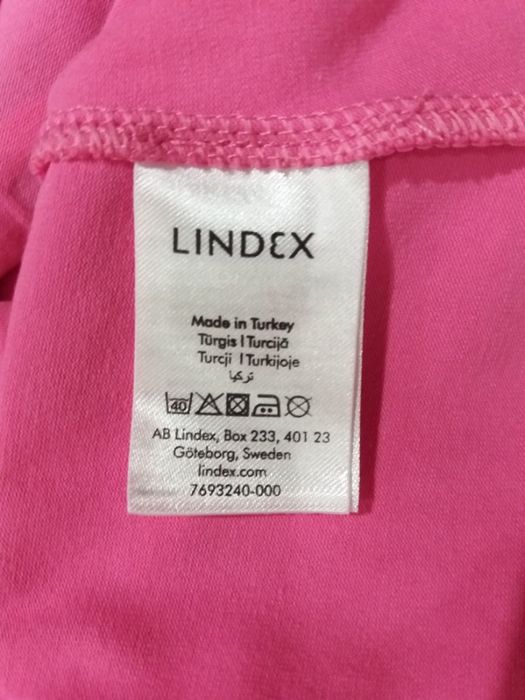 LINDEX
Made in Turkey
Türgis | Turcijā
Turcji | Turkijoje
تركيا
40
AB Lindex, Box 233, 401 23
Göteborg, Sweden
lindex.com
7693240-000